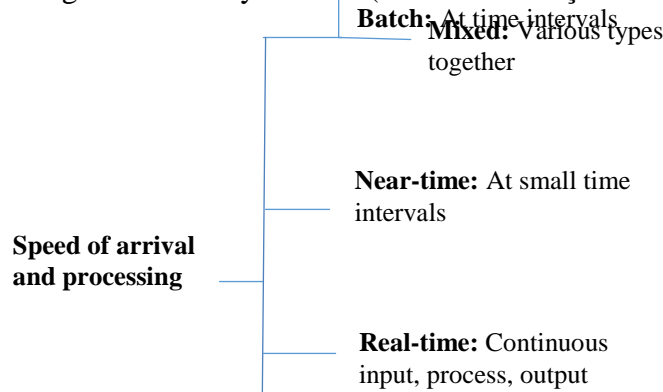 Batch: At time intervals
Mixed: Various types
together
Near-time: At small time
intervals
Speed of arrival
and processing
Real-time: Continuous
input, process, output